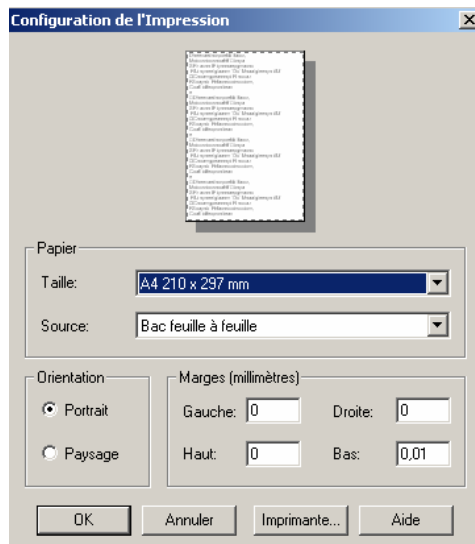 Configuration de l'Impression
Papier
Taille: A4 210 x 297 mm
Source: Bac feuille à feuille
Orientation
Portrait
Paysage
Marges (millimètres)
Gauche: 0 Droite: 0
Haut: 0 Bas: 0,01
OK Annuler Imprimante... Aide